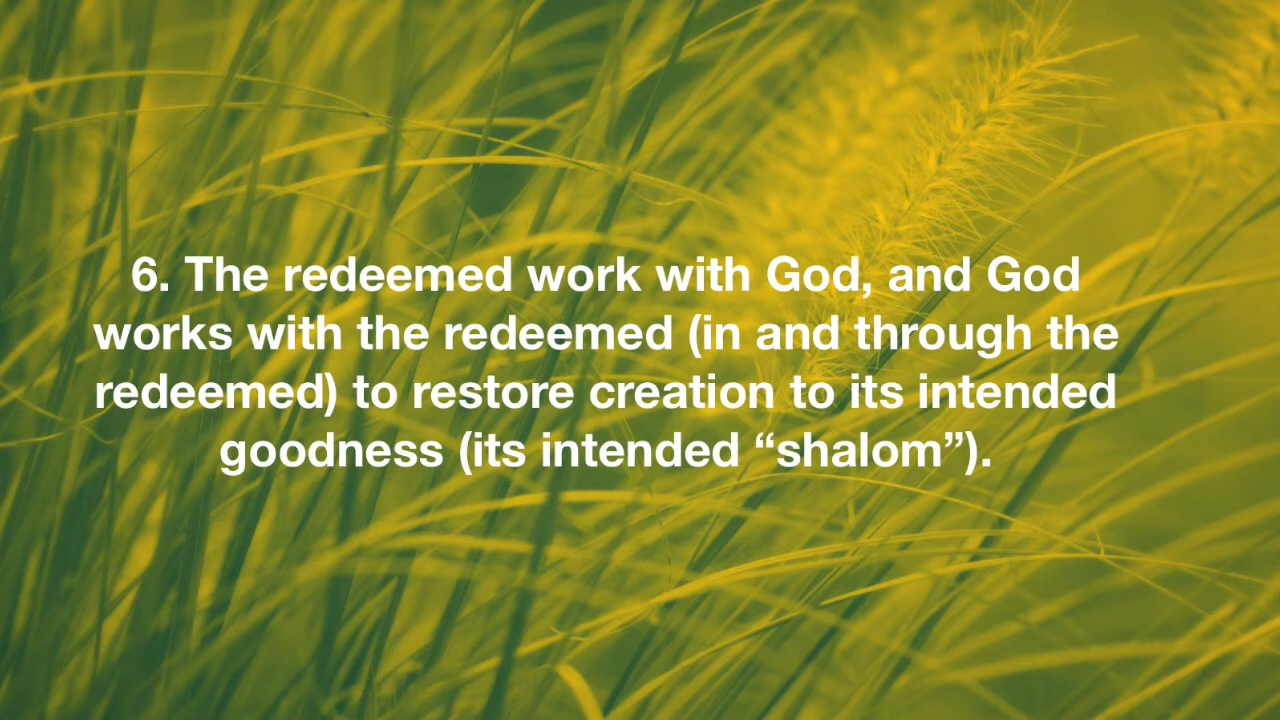 6. The redeemed work with God, and God
works with the redeemed (in and through the
redeemed) to restore creation to its intended
goodness (its intended “shalom”).